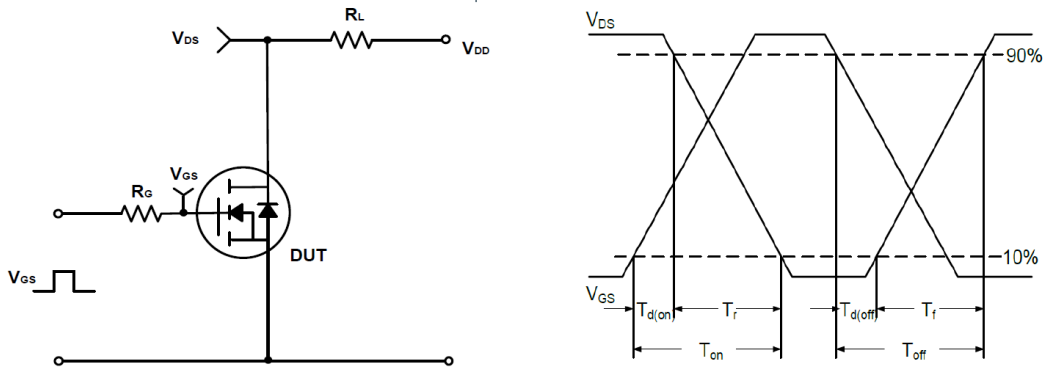 RL
VDS
VDD
VGS
RG
DUT
VGS
VDS
90%
10%
VGS
Td(on)
Tr
Td(off)
Tf
Ton
Toff